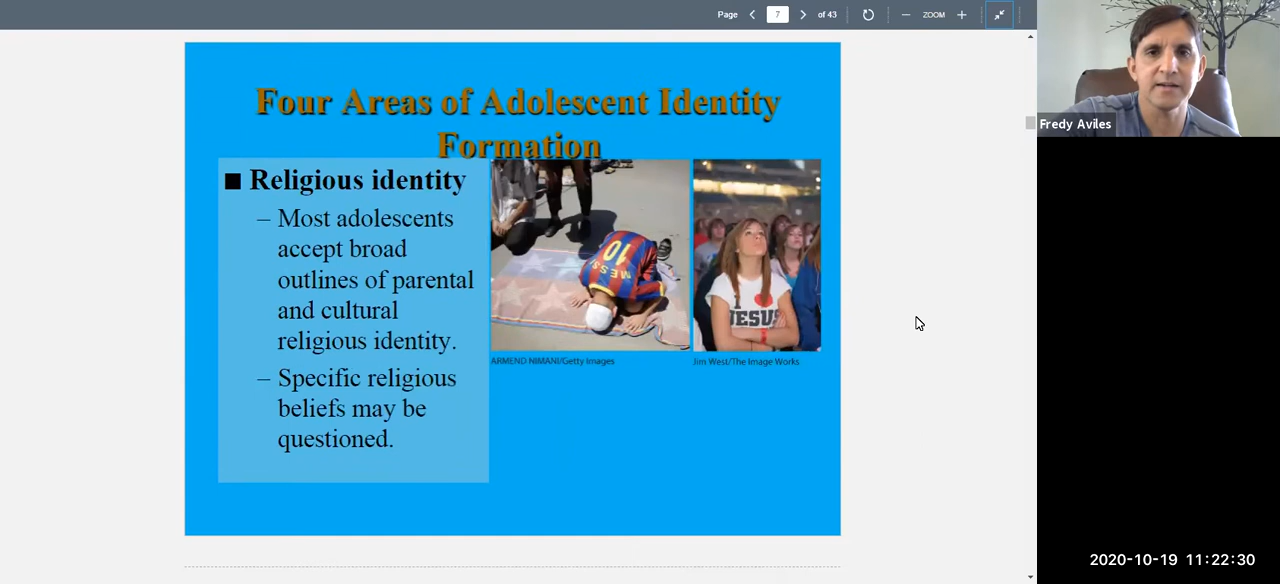 Page
7
of 43
ZOOM
Four Areas of Adolescent Identity
Formation
Religious identity
– Most adolescents
accept broad
outlines of parental
and cultural
religious identity.
– Specific religious
beliefs may be
questioned.
MESSI
10
I
JESUS
ARMEND NIMANI/Getty Images
Jim West/The Image Works
Fredy Aviles
2020-10-19 11:22:30